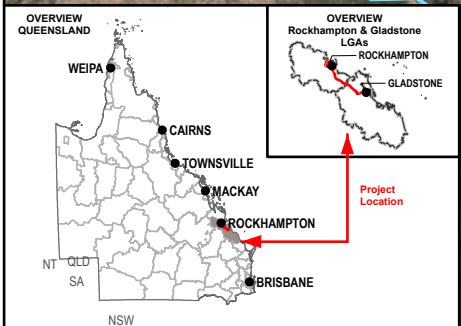 OVERVIEW
QUEENSLAND
WEIPA
CAIRNS
TOWNSVILLE
MACKAY
ROCKHAMPTON
BRISBANE
NT
QLD
SA
NSW
OVERVIEW
Rockhampton & Gladstone
LGAs
ROCKHAMPTON
GLADSTONE
Project
Location